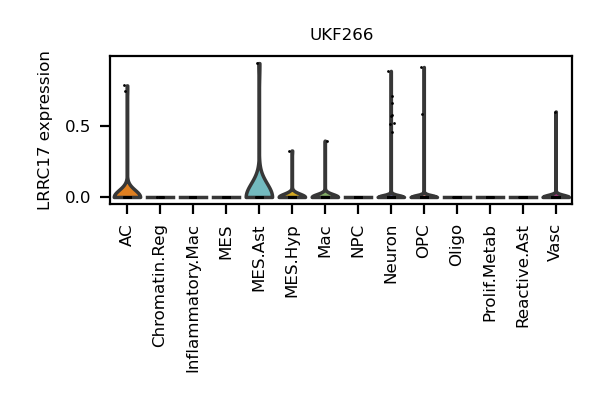 UKF266
LRRC17 expression
0.5
0.0
AC
Chromatin.Reg
Inflammatory.Mac
MES
MES.Ast
MES.Hyp
Mac
NPC
Neuron
OPC
Oligo
Prolif.Metab
Reactive.Ast
Vasc